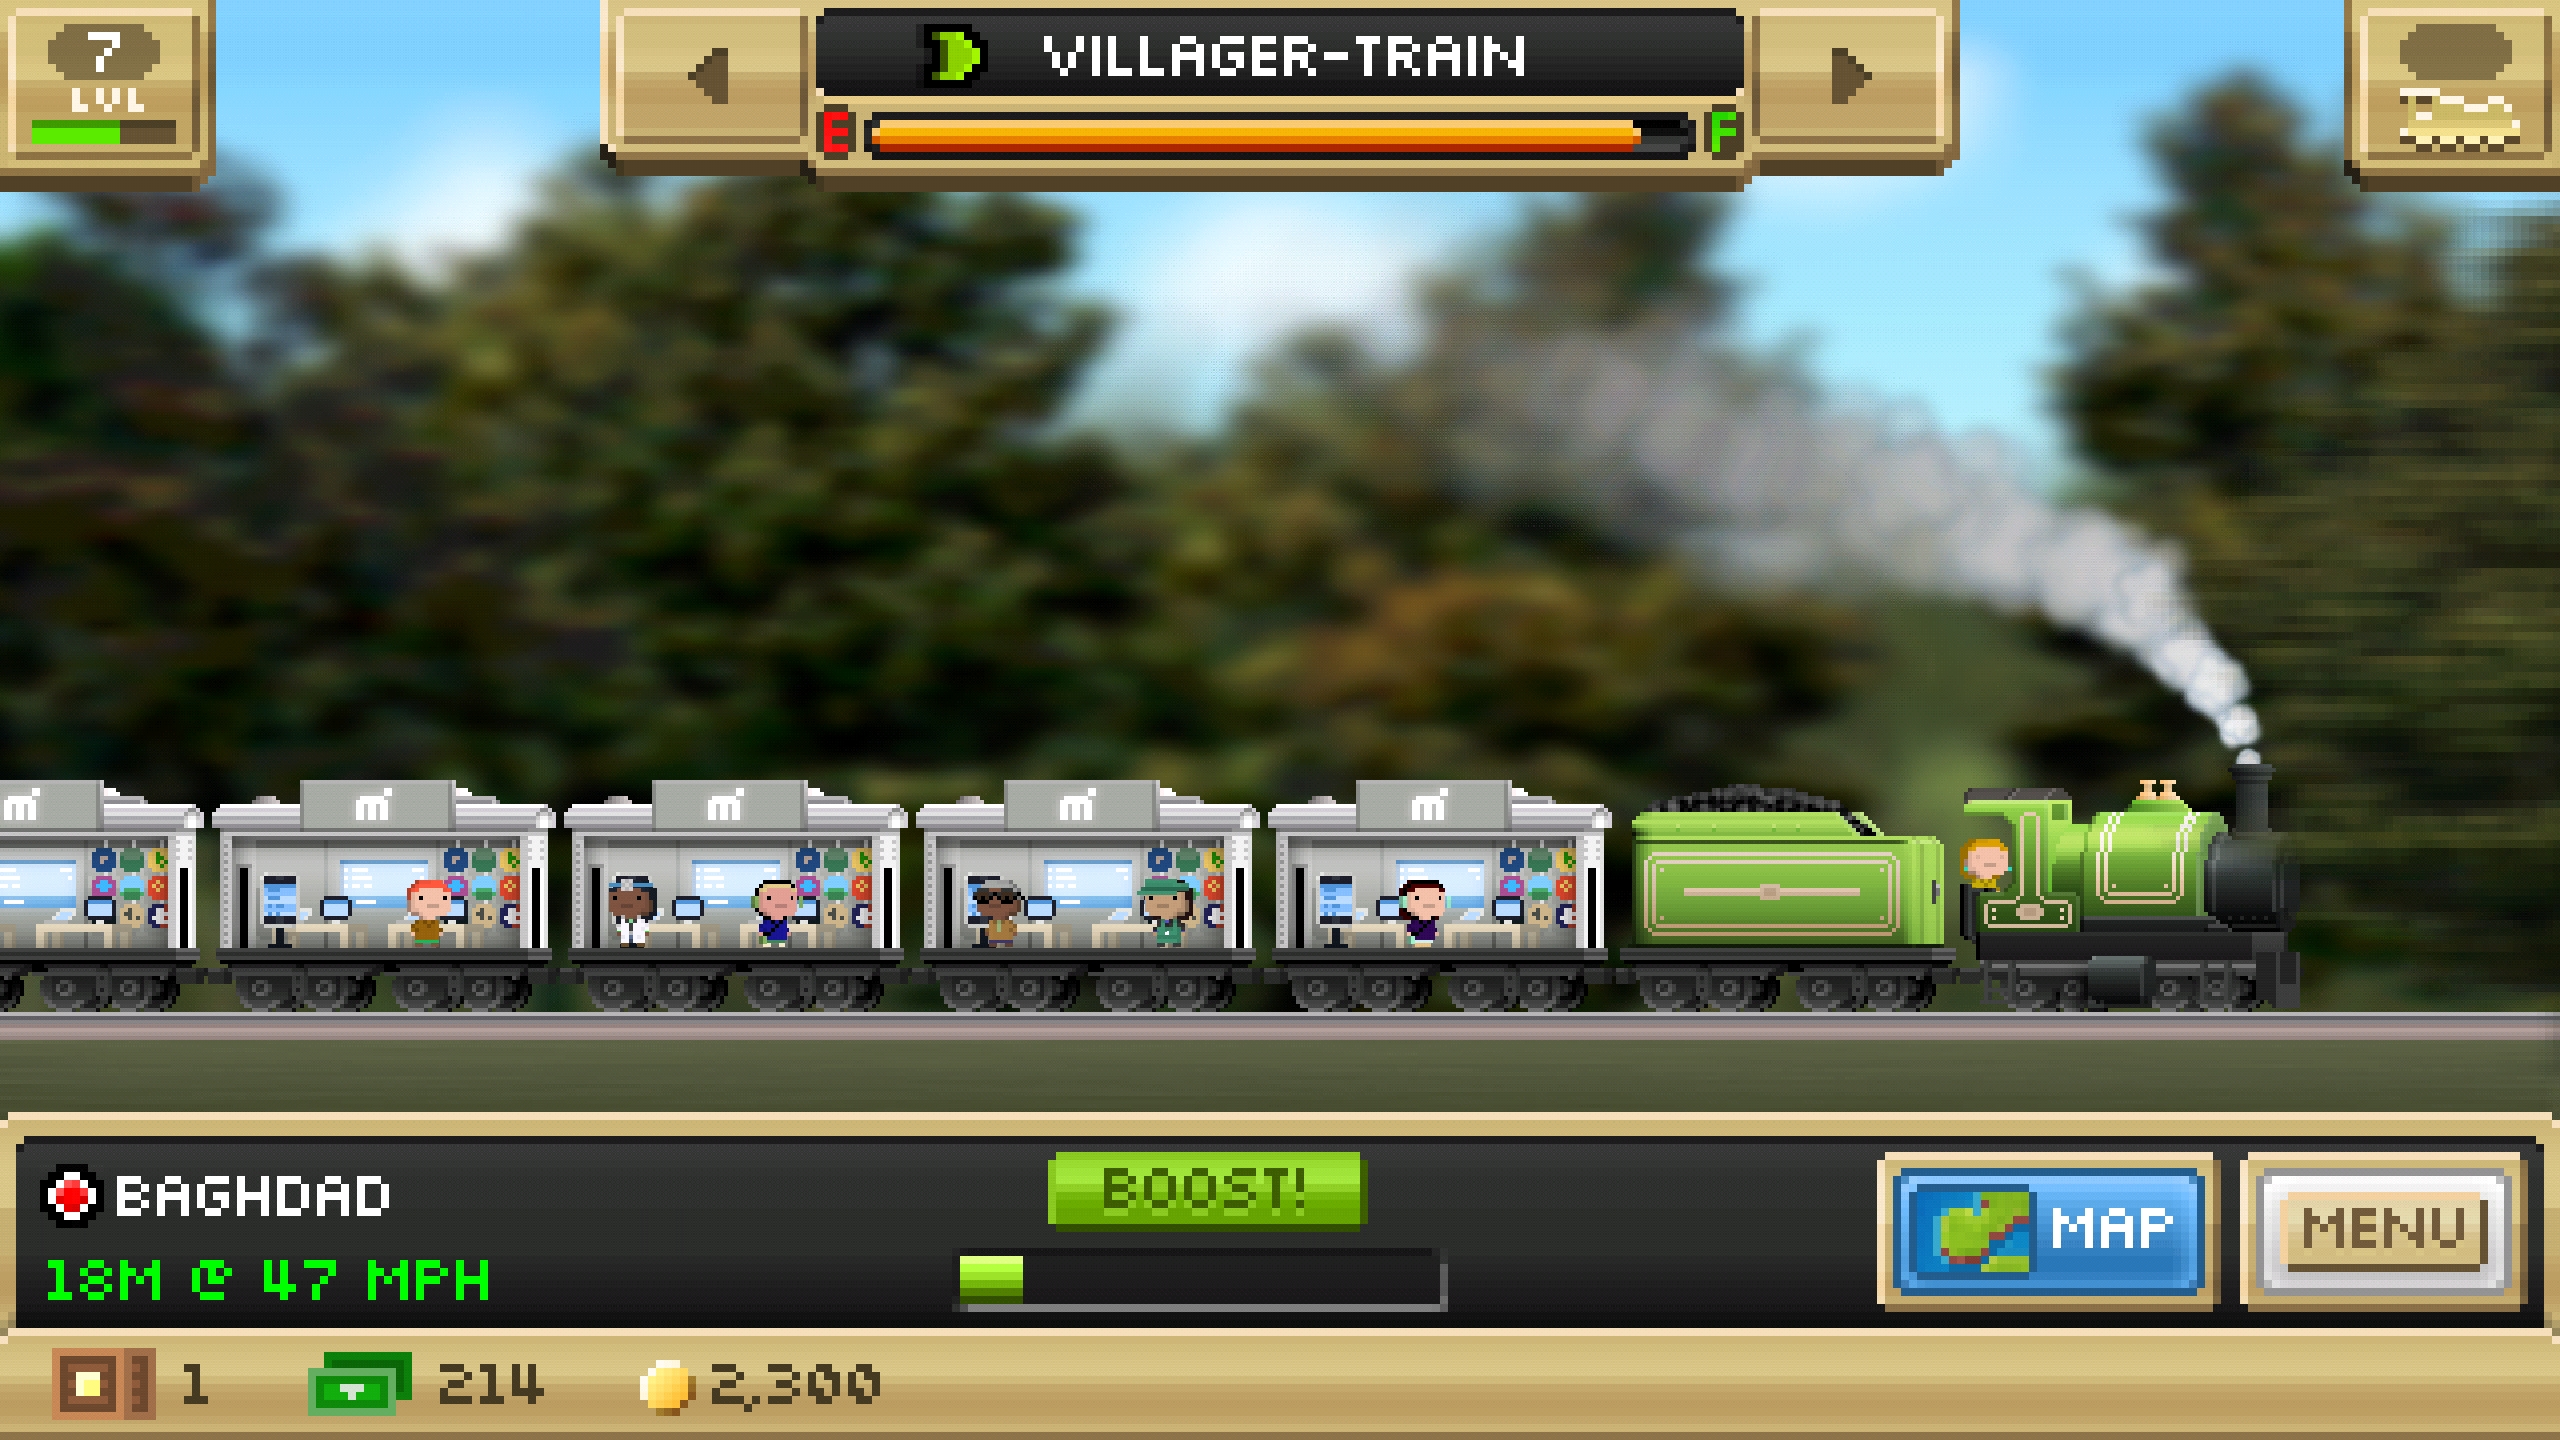 7
LVL
VILLAGER-TRAIN
E F
m
m
m
m
m
BAGHDAD
18M @ 47 MPH
BOOST!
MAP
MENU
1
214
2,300